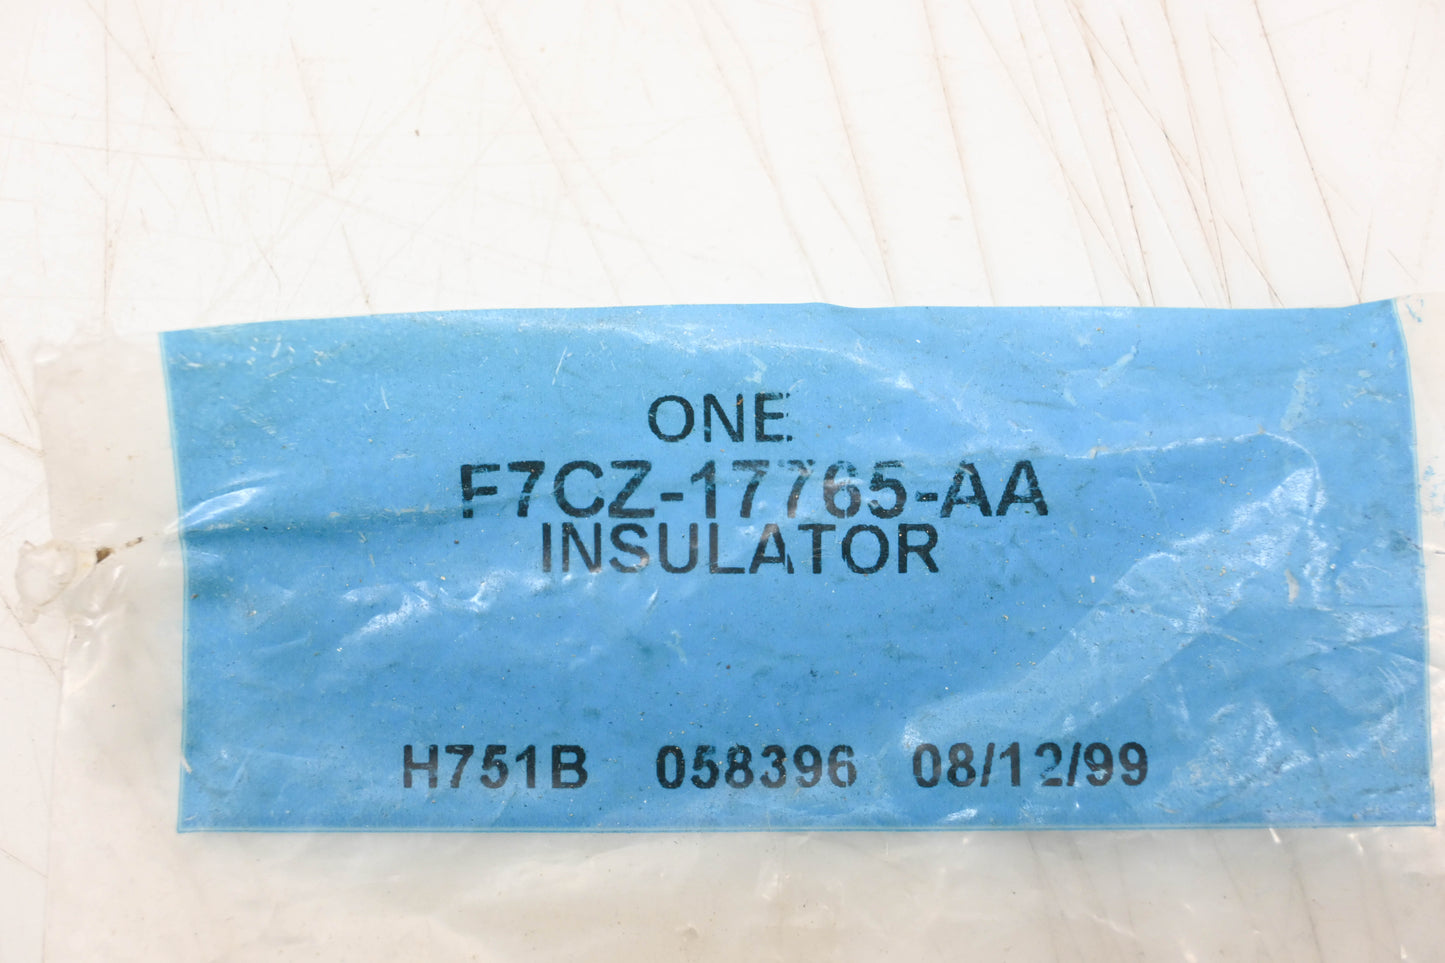 ONE
F7CZ-17765-AA
INSULATOR
H751B 058396 08/12/99